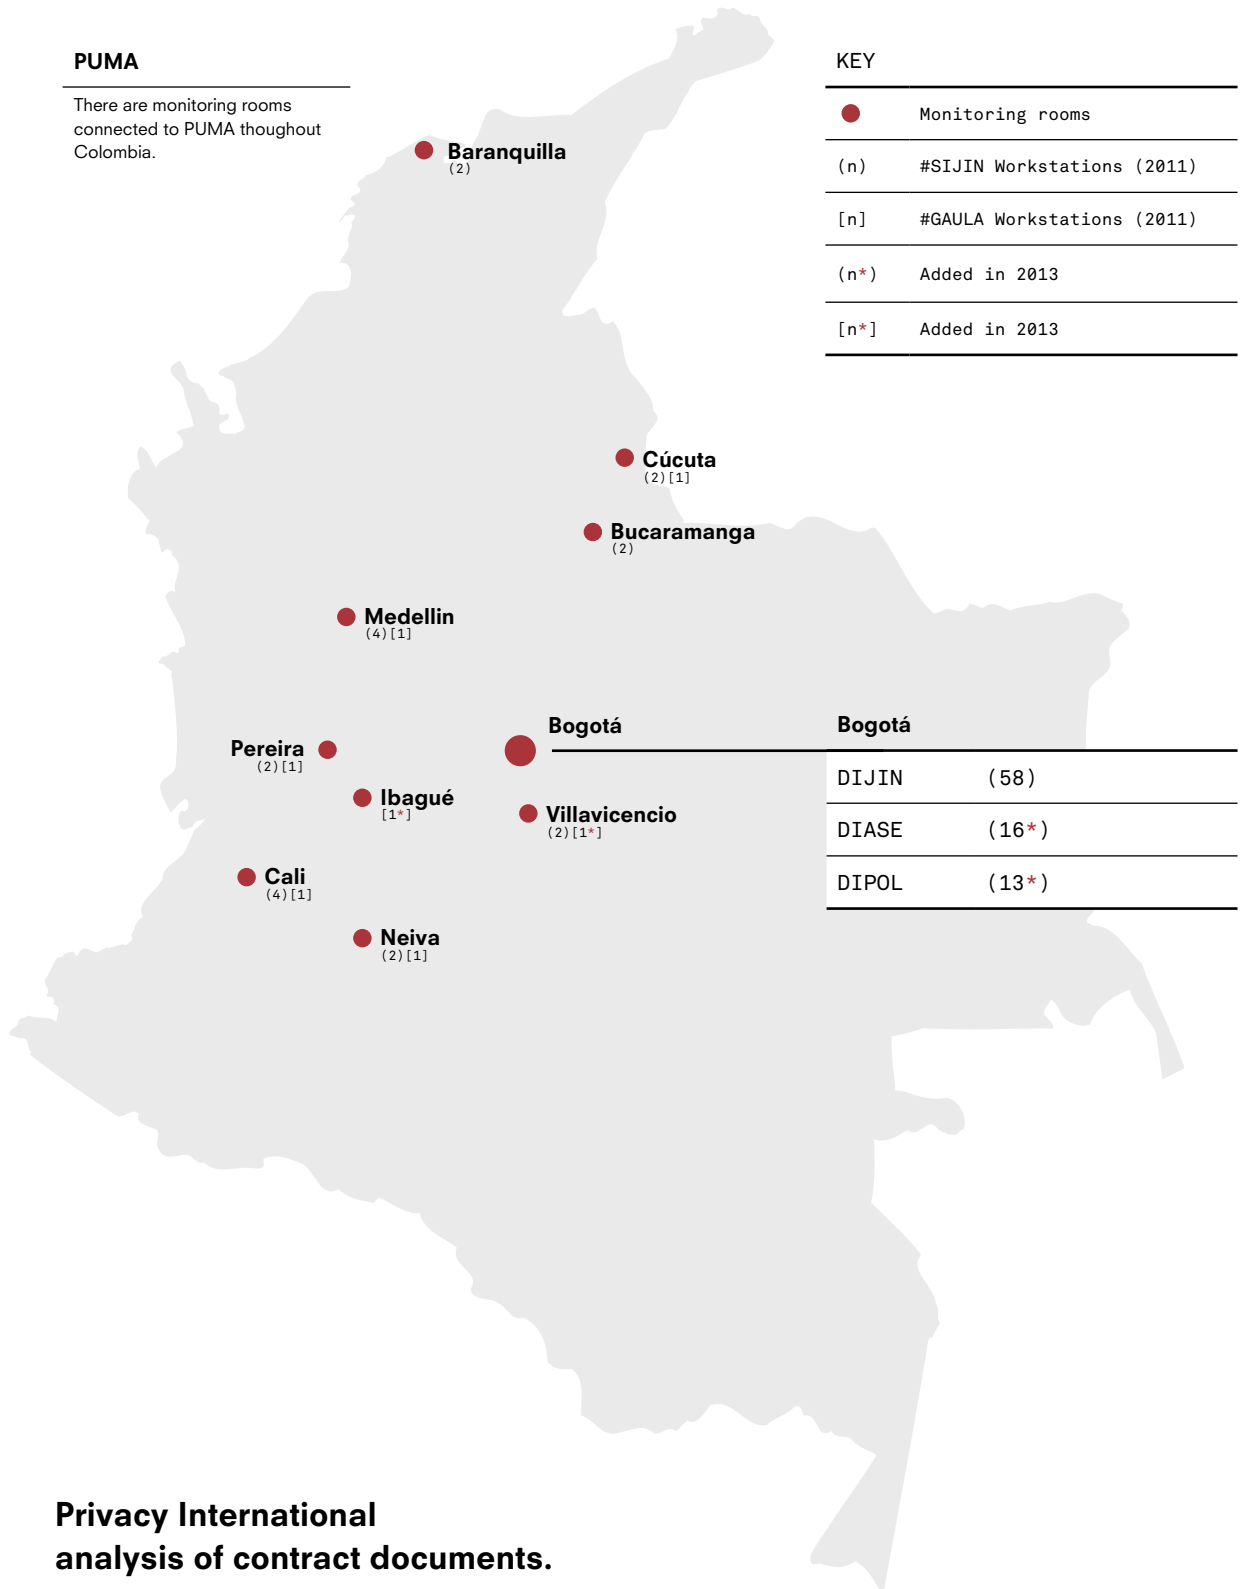 PUMA
There are monitoring rooms
connected to PUMA thoughout
Colombia.
KEY
Monitoring rooms
(n) #SIJIN Workstations (2011)
[n] #GAULA Workstations (2011)
(n*) Added in 2013
[n*] Added in 2013
Baranquilla
(2)
Cúcuta
(2)[1]
Bucaramanga
(2)
Medellin
(4)[1]
Bogotá
Pereira
(2)[1]
Ibagué
[1*]
Villavicencio
(2)[1*]
Cali
(4)[1]
Neiva
(2)[1]
Bogotá
DIJIN (58)
DIASE (16*)
DIPOL (13*)
Privacy International
analysis of contract documents.